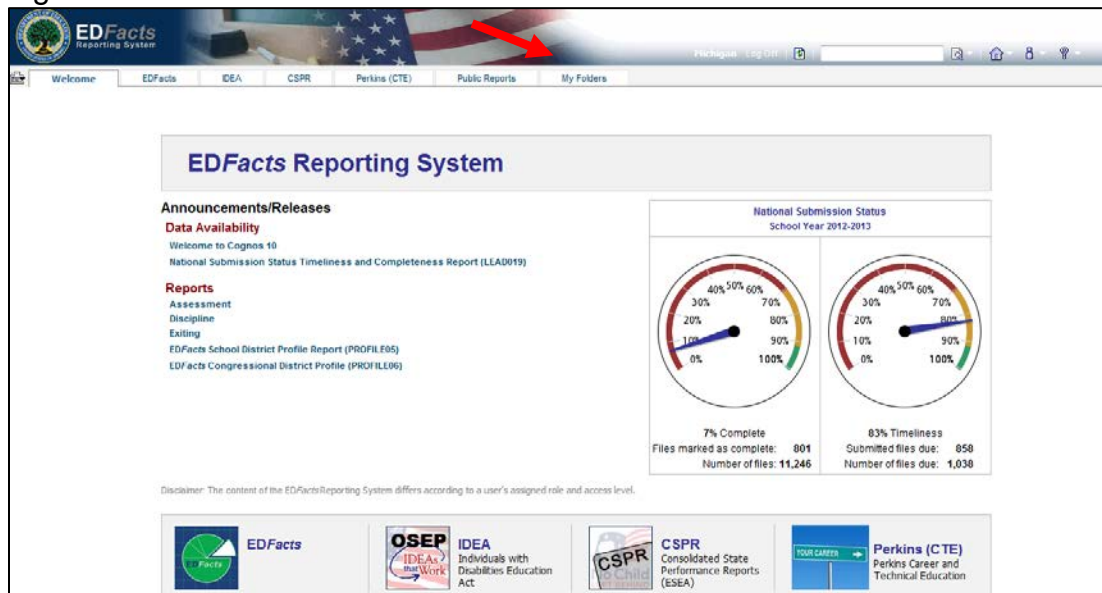 EDFacts
Reporting System
Michigan Log Off
Welcome EDFacts IDEA CSPR Perkins (CTE) Public Reports My Folders
EDFacts Reporting System
Announcements/Releases
Data Availability
Welcome to Cognos 10
National Submission Status Timeliness and Completeness Report (LEAD019)
Reports
Assessment
Discipline
Exiting
EDFacts School District Profile Report (PROFILE05)
EDFacts Congressional District Profile (PROFILE06)
National Submission Status
School Year 2012-2013
0% 10% 20% 30% 40% 50% 60% 70% 80% 90% 100%
0% 10% 20% 30% 40% 50% 60% 70% 80% 90% 100%
7% Complete
Files marked as complete: 801
Number of files: 11,246
83% Timeliness
Submitted files due: 858
Number of files due: 1,038
Disclaimer: The content of the EDFacts Reporting System differs according to a user's assigned role and access level.
EDFacts
EDFacts
OSEP
IDEAs
that Work
IDEA
Individuals with
Disabilities Education
Act
CSPR
CSPR
Consolidated State
Performance Reports
(ESEA)
YOUR CAREER
Perkins (CTE)
Perkins Career and
Technical Education